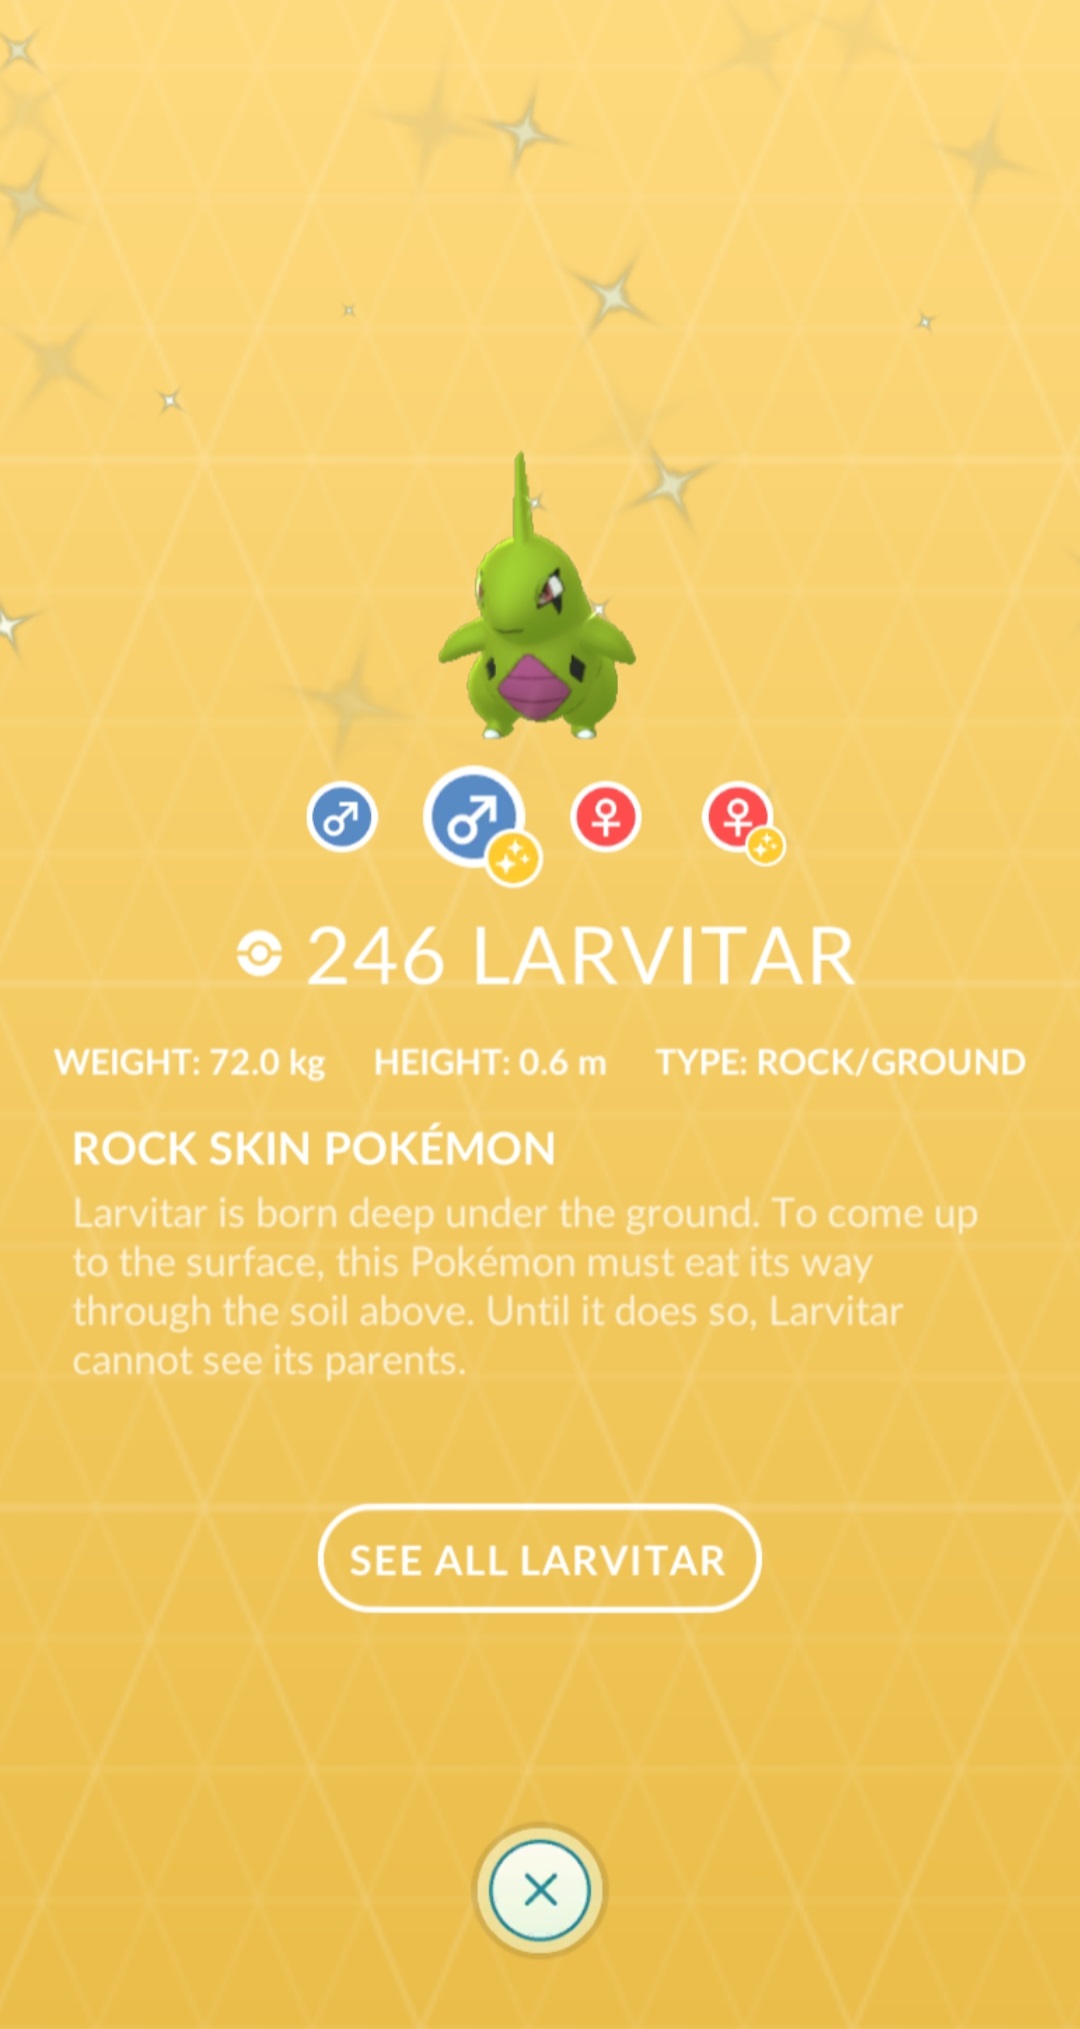 246 LARVITAR
WEIGHT: 72.0 kg HEIGHT: 0.6 m TYPE: ROCK/GROUND
ROCK SKIN POKÉMON
Larvitar is born deep under the ground. To come up
to the surface, this Pokémon must eat its way
through the soil above. Until it does so, Larvitar
cannot see its parents.
SEE ALL LARVITAR